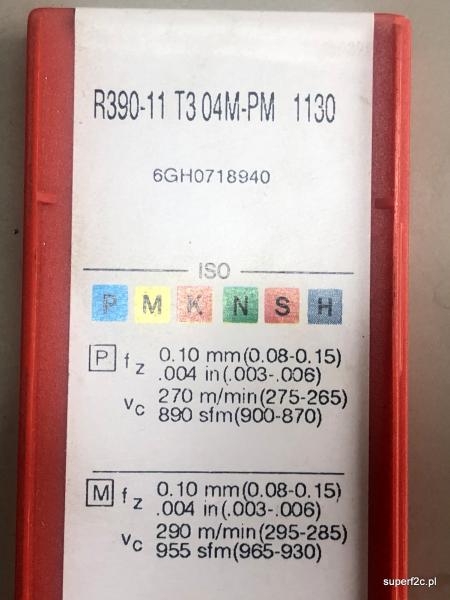 R390-11 T3 04M-PM 1130
6GH0718940
ISO
P M K N S H
P fz 0.10 mm(0.08-0.15)
.004 in(.003-.006)
vc 270 m/min(275-265)
890 sfm(900-870)
M fz 0.10 mm(0.08-0.15)
.004 in(.003-.006)
vc 290 m/min(295-285)
955 sfm(965-930)
superf2c.pl